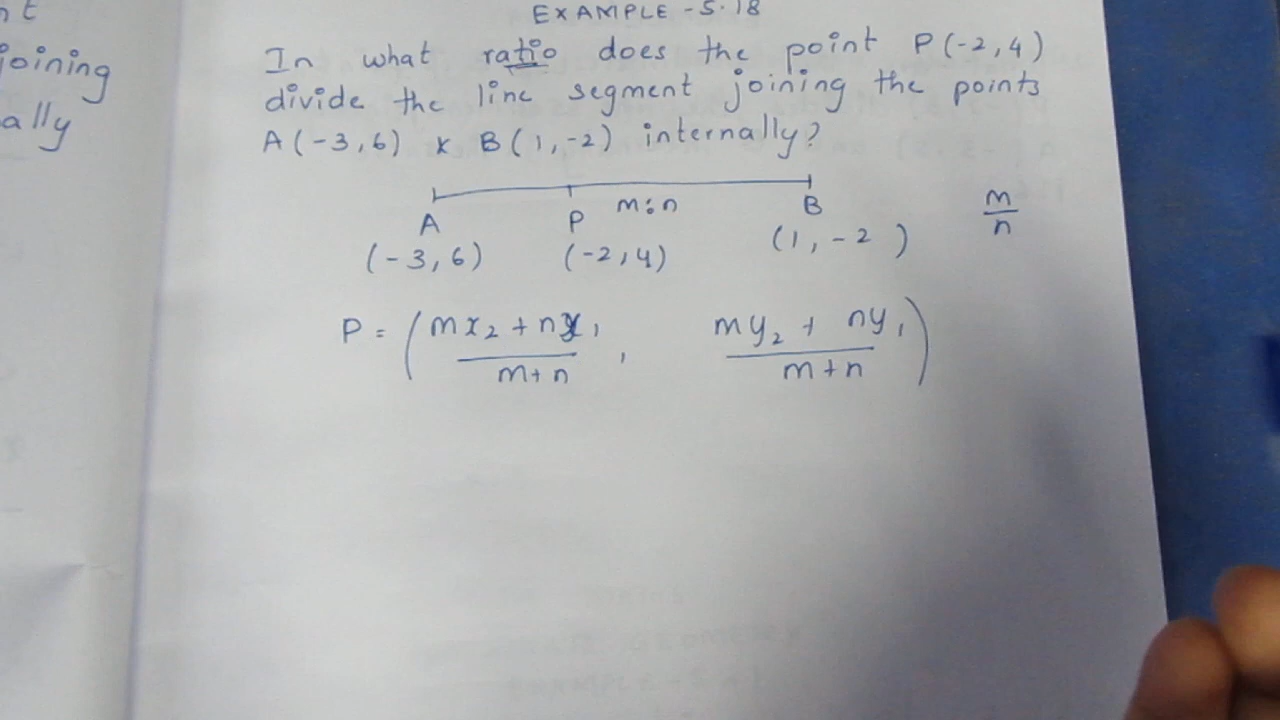 joining
ally
EXAMPLE - 5.18
In what ratio does the point P(-2,4)
divide the line segment joining the points
A(-3,6) & B(1,-2) internally?
A P m:n B
(-3,6) (-2,4) (1,-2)
m/n
P = ( mx₂ + nx₁ / m+n , my₂ + ny₁ / m+n )